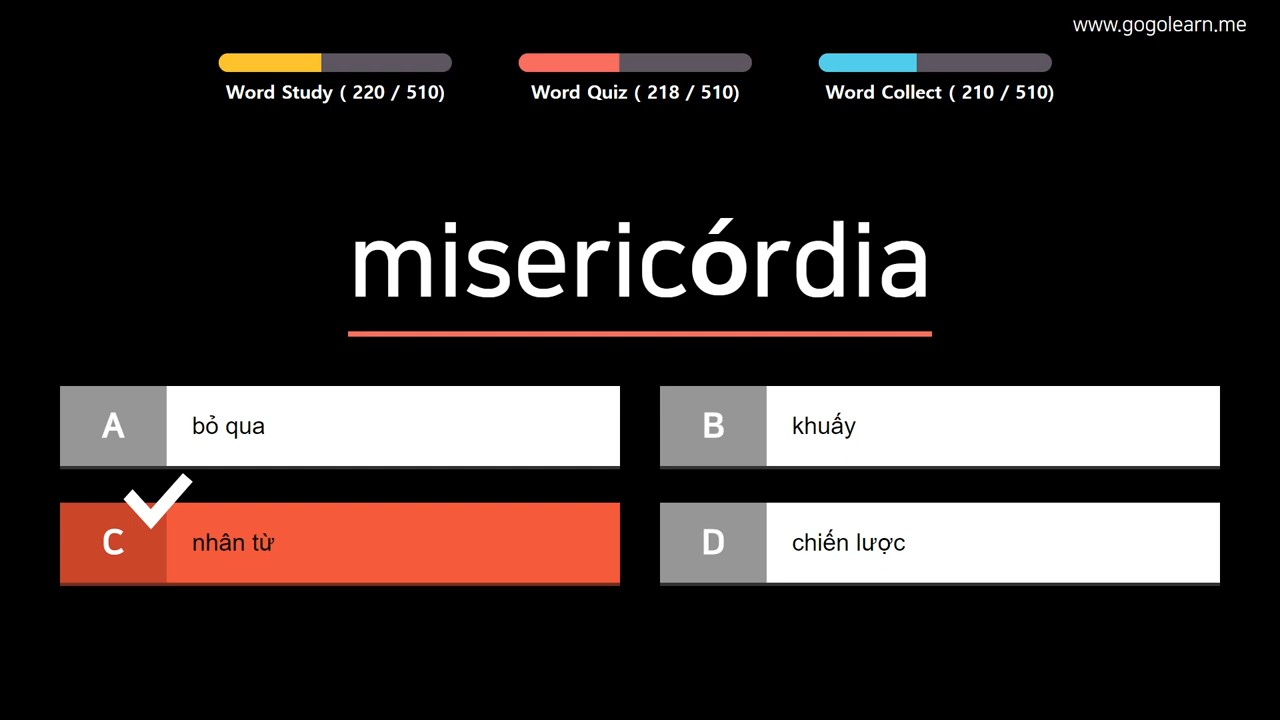 www.gogolearn.me
Word Study ( 220 / 510)
Word Quiz ( 218 / 510)
Word Collect ( 210 / 510)
misericórdia
A bỏ qua
B khuấy
C nhân từ
D chiến lược